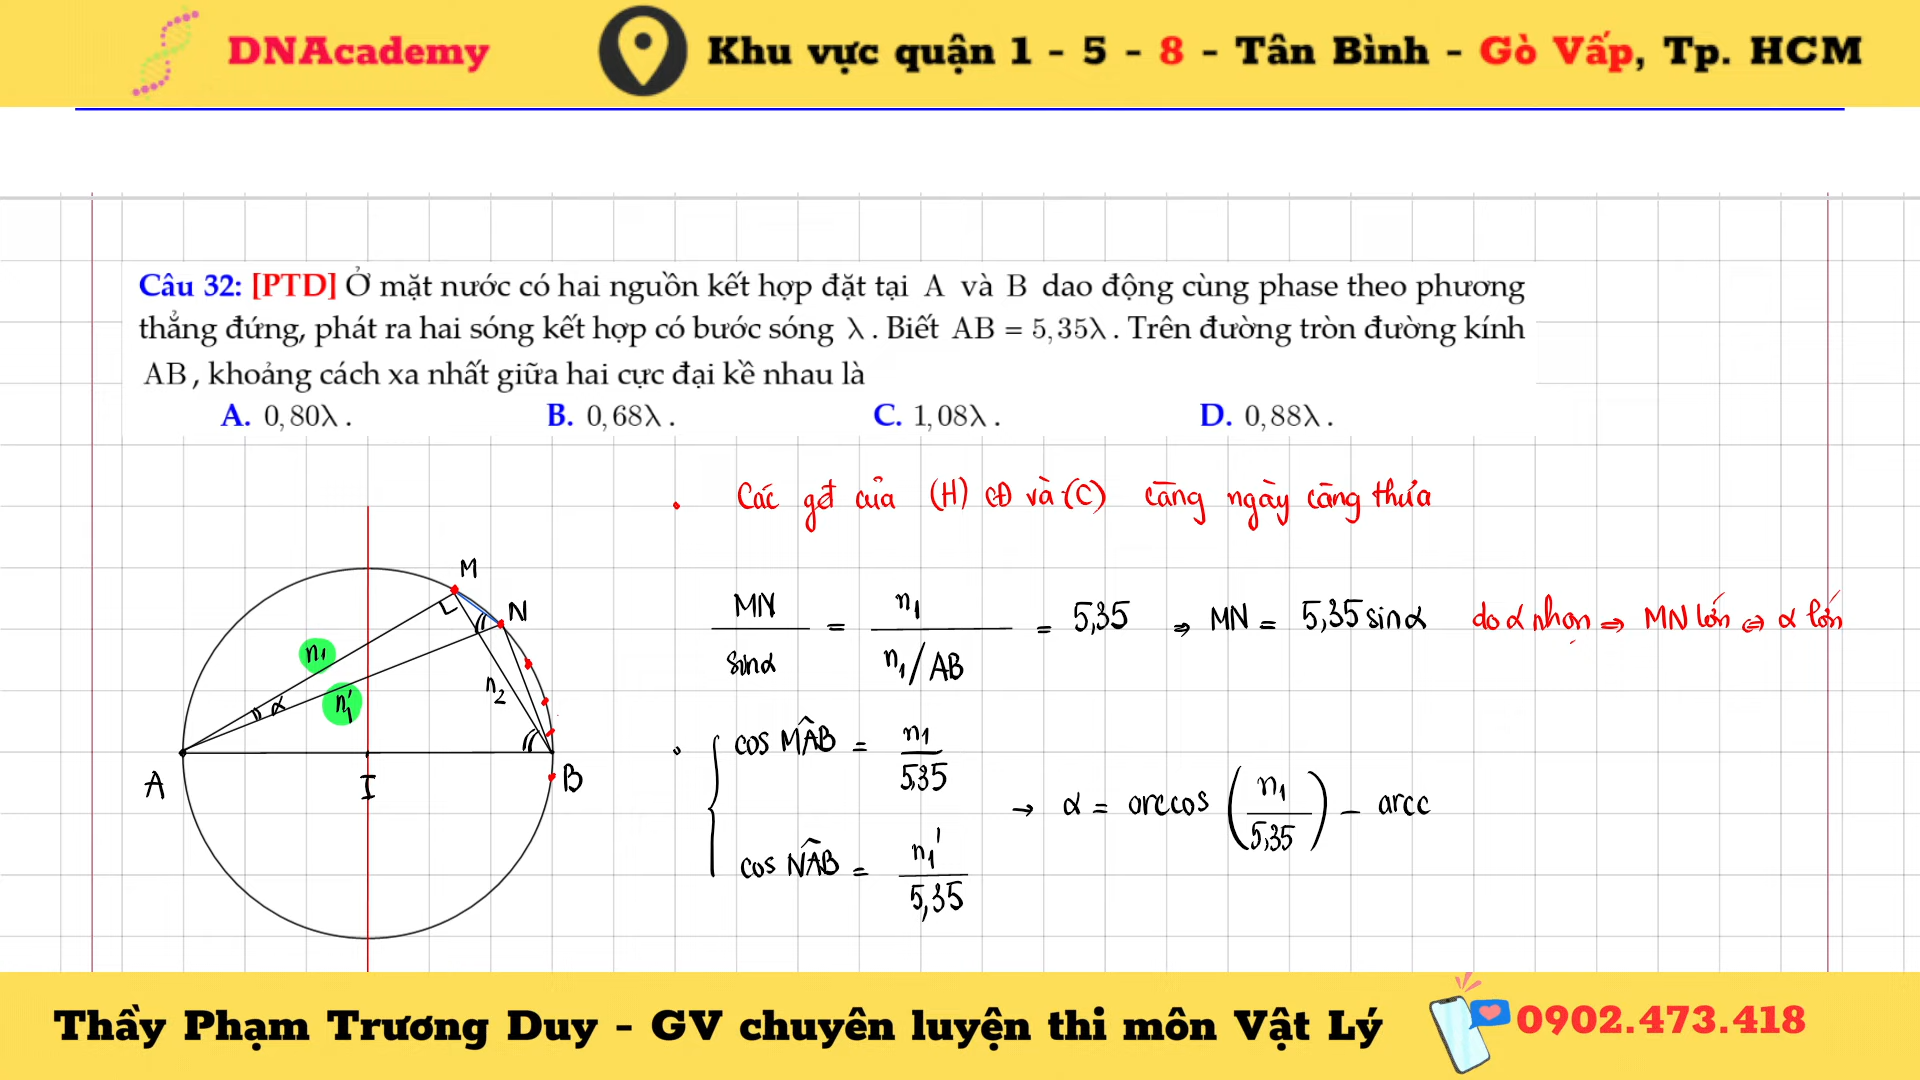 DNAcademy
Khu vực quận 1 - 5 - 8 - Tân Bình - Gò Vấp, Tp. HCM
Câu 32: [PTD] Ở mặt nước có hai nguồn kết hợp đặt tại A và B dao động cùng phase theo phương
thẳng đứng, phát ra hai sóng kết hợp có bước sóng λ. Biết AB = 5,35λ. Trên đường tròn đường kính
AB, khoảng cách xa nhất giữa hai cực đại kề nhau là
A. 0,80λ. B. 0,68λ. C. 1,08λ. D. 0,88λ.
• Các gđ của (H) CĐ và (C) càng ngày càng thưa
MN / sinα = n₁ / (n₁/AB) = 5,35 ⇒ MN = 5,35 sinα do α nhọn ⇒ MN lớn ⇔ α lớn
• { cos MÂB = n₁ / 5,35
cos NÂB = n₁' / 5,35
→ α = arccos (n₁ / 5,35) − arcc
M
N
n₁
n₁'
n₂
α
A
I
B
Thầy Phạm Trương Duy - GV chuyên luyện thi môn Vật Lý
0902.473.418